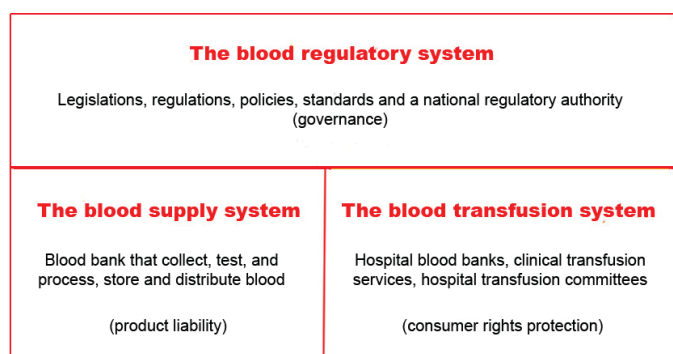 The blood regulatory system
Legislations, regulations, policies, standards and a national regulatory authority
(governance)
The blood supply system
Blood bank that collect, test, and
process, store and distribute blood
(product liability)
The blood transfusion system
Hospital blood banks, clinical transfusion
services, hospital transfusion committees
(consumer rights protection)